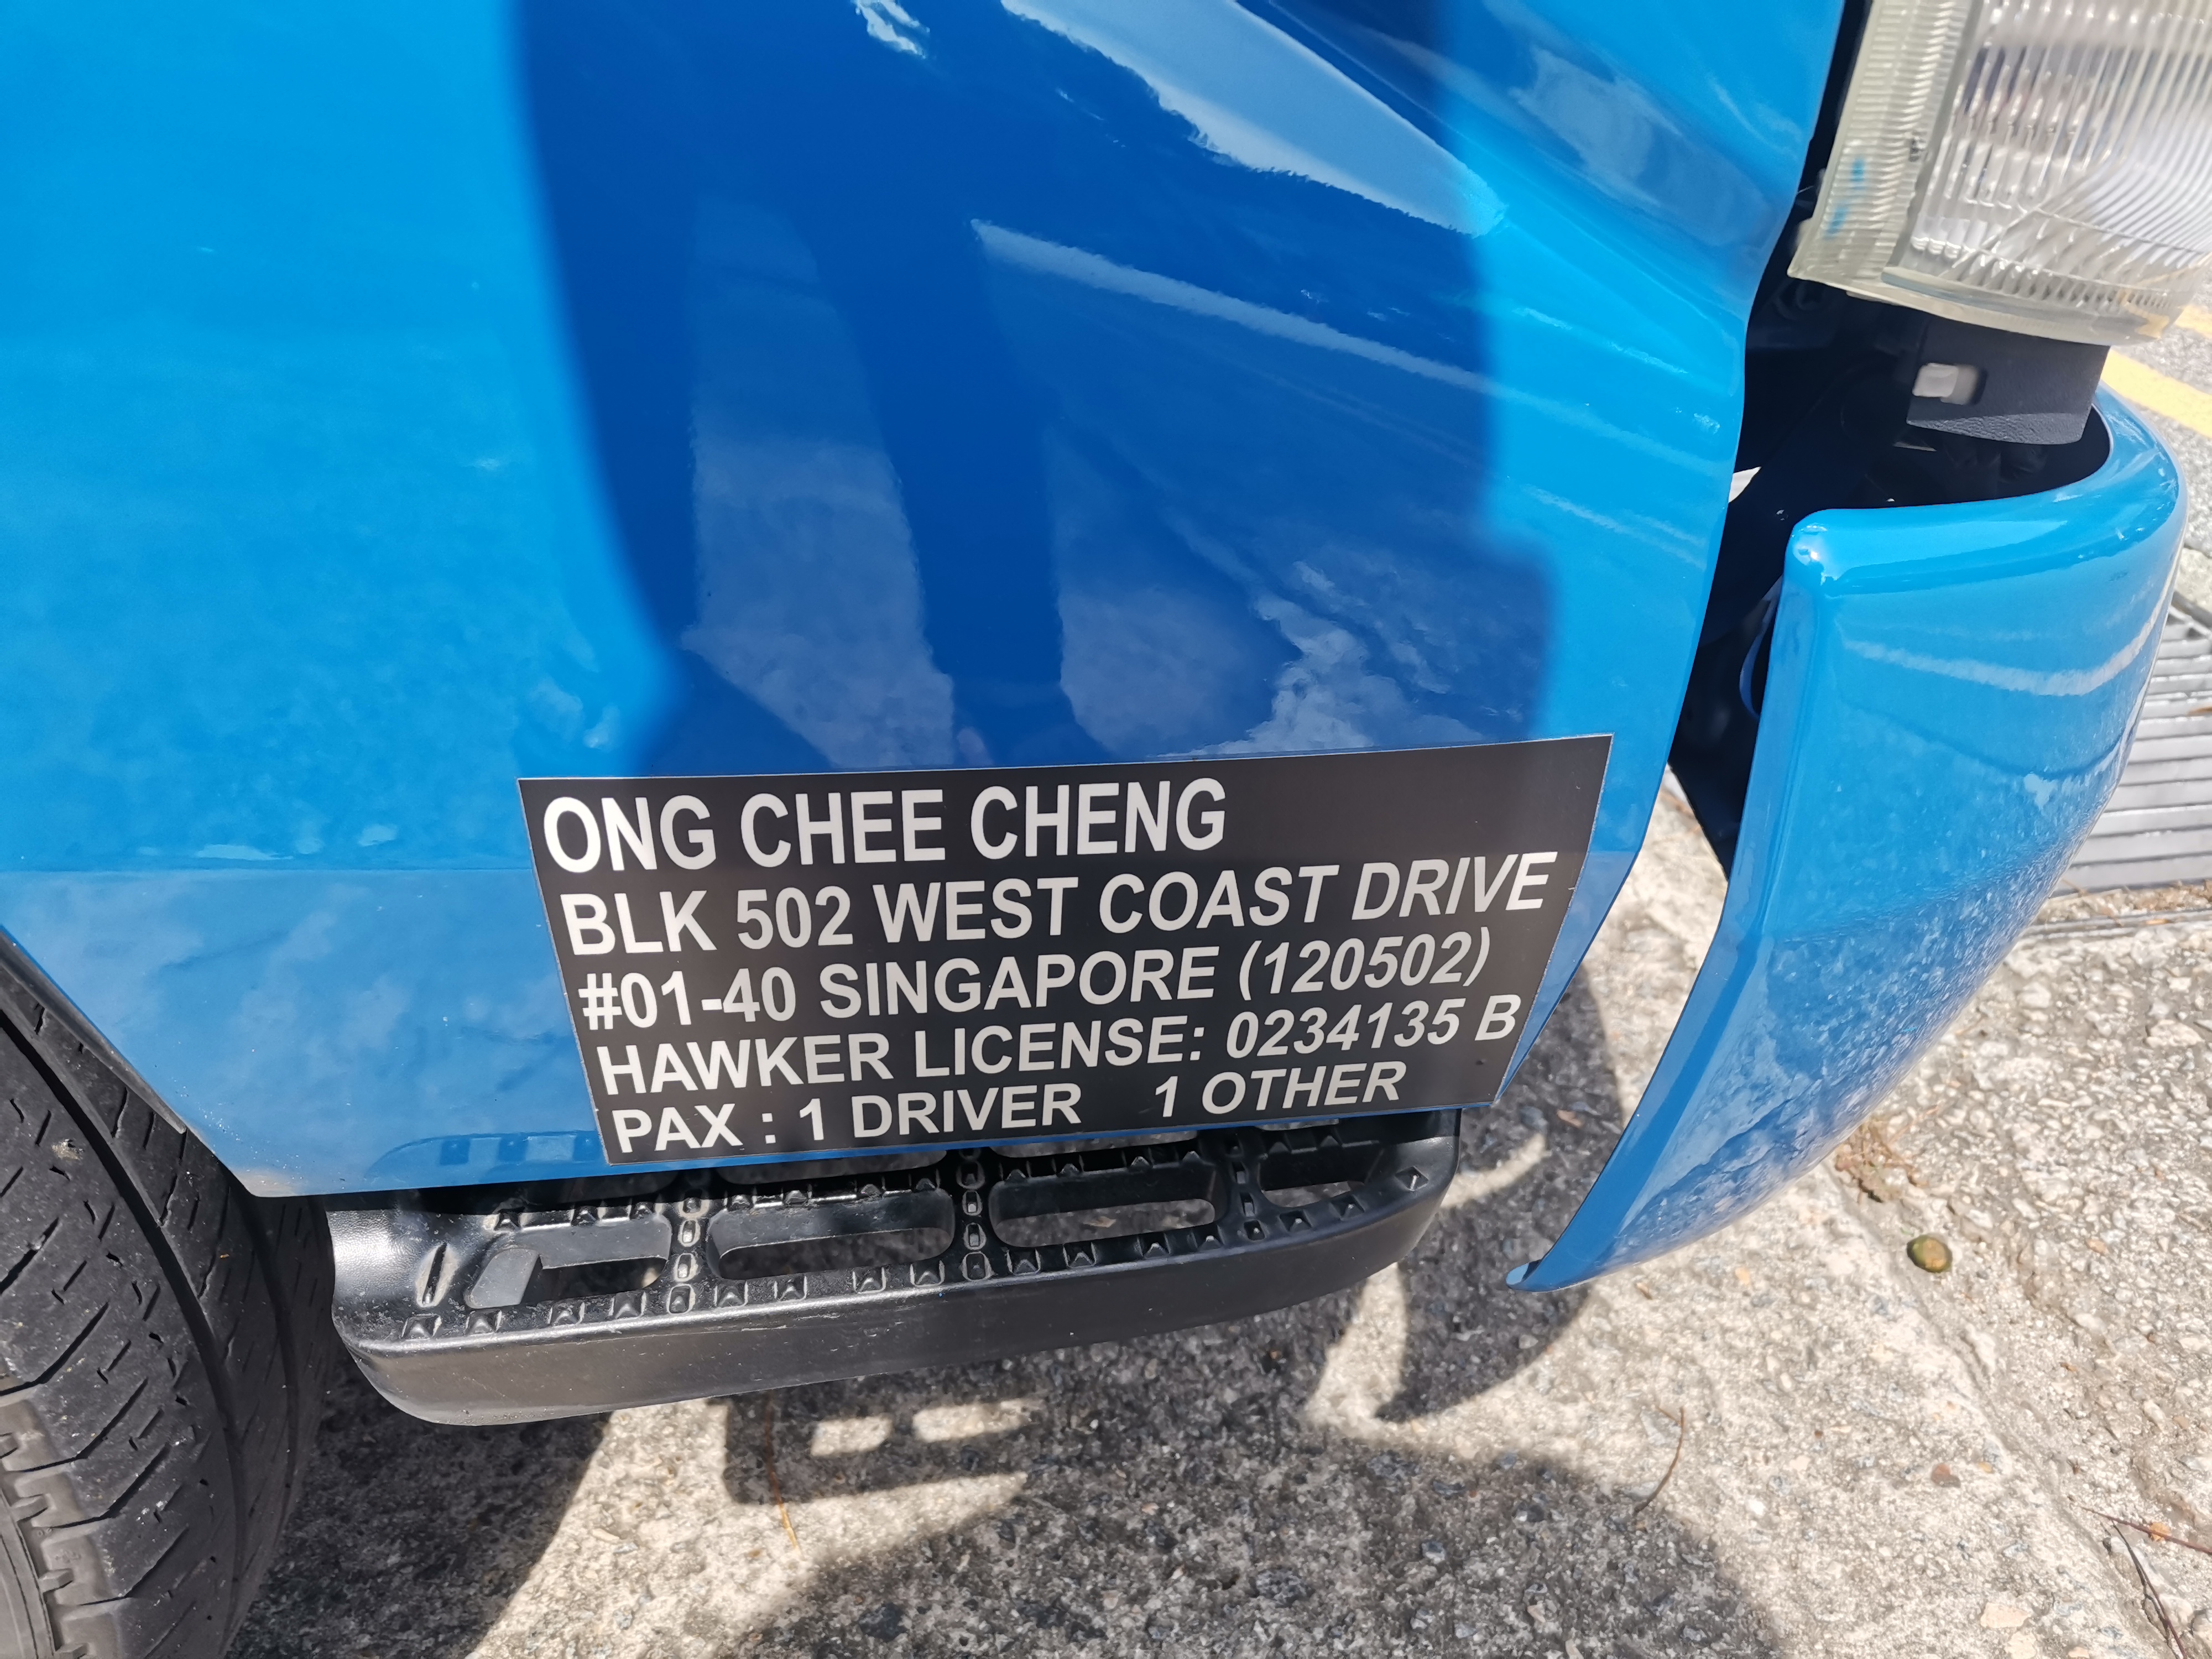 ONG CHEE CHENG
BLK 502 WEST COAST DRIVE
#01-40 SINGAPORE (120502)
HAWKER LICENSE: 0234135 B
PAX : 1 DRIVER 1 OTHER